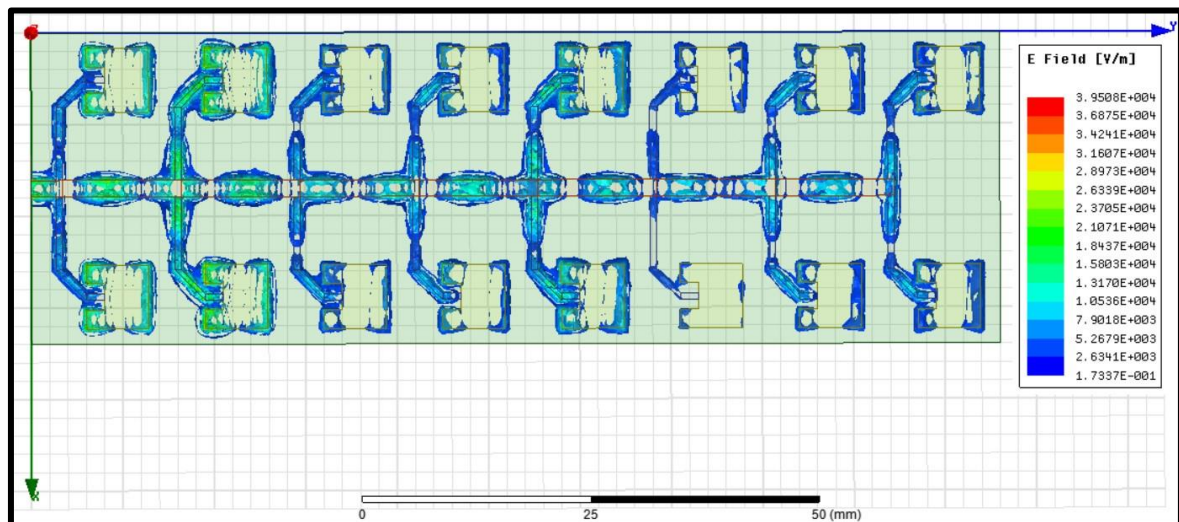 Y
E Field [V/m]
3.9508E+004
3.6875E+004
3.4241E+004
3.1607E+004
2.8973E+004
2.6339E+004
2.3705E+004
2.1071E+004
1.8437E+004
1.5803E+004
1.3170E+004
1.0536E+004
7.9018E+003
5.2679E+003
2.6341E+003
1.7337E-001
X
0 25 50 (mm)